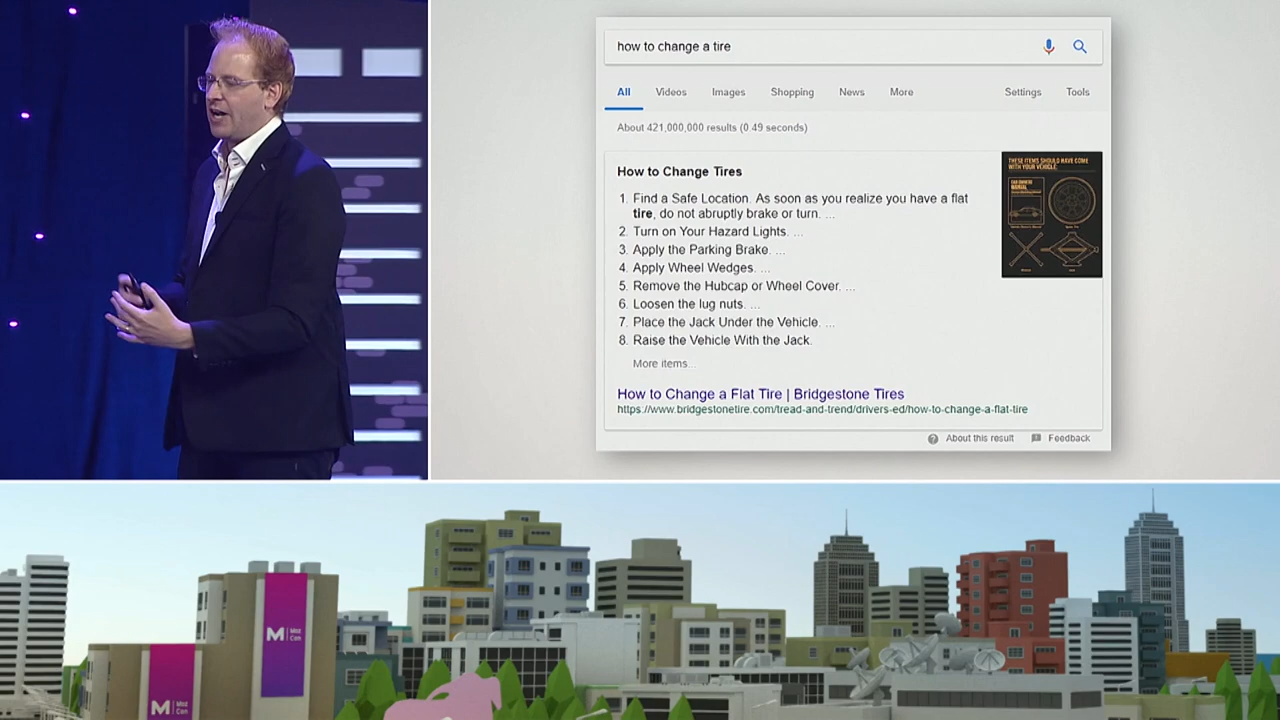 how to change a tire
All Videos Images Shopping News More Settings Tools
About 421,000,000 results (0.49 seconds)
How to Change Tires
THESE ITEMS SHOULD HAVE COME
WITH YOUR VEHICLE.
1. Find a Safe Location. As soon as you realize you have a flat
tire, do not abruptly brake or turn. ...
2. Turn on Your Hazard Lights. ...
3. Apply the Parking Brake. ...
4. Apply Wheel Wedges. ...
5. Remove the Hubcap or Wheel Cover. ...
6. Loosen the lug nuts. ...
7. Place the Jack Under the Vehicle. ...
8. Raise the Vehicle With the Jack.
More items...
How to Change a Flat Tire | Bridgestone Tires
https://www.bridgestonetire.com/tread-and-trend/drivers-ed/how-to-change-a-flat-tire
About this result Feedback
M Moz
Con
M Moz
Con